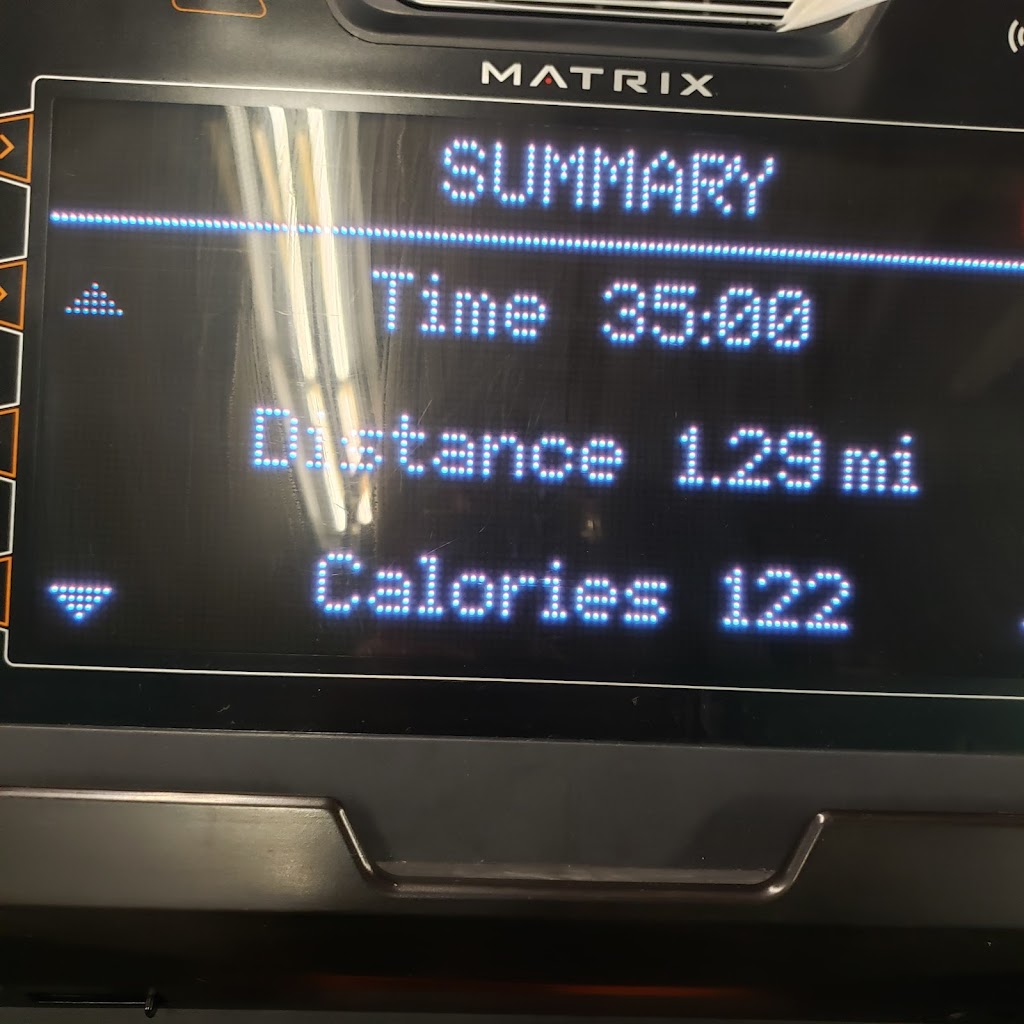 MATRIX
SUMMARY
Time 35:00
Distance 1.29 mi
Calories 122